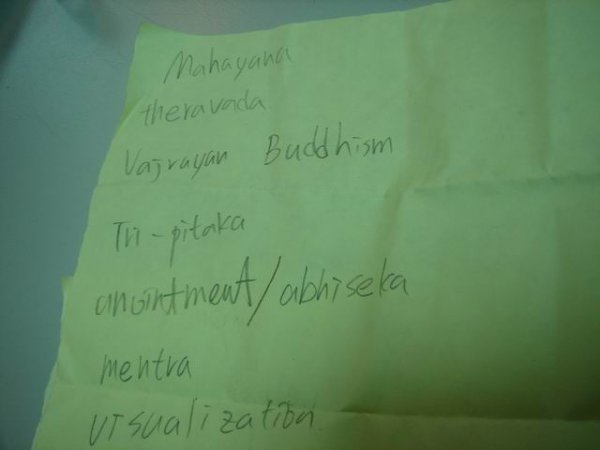 Mahayana
theravada
Vajrayan Buddhism
Tri-pitaka
anointment/abhiseka
mentra
visualization